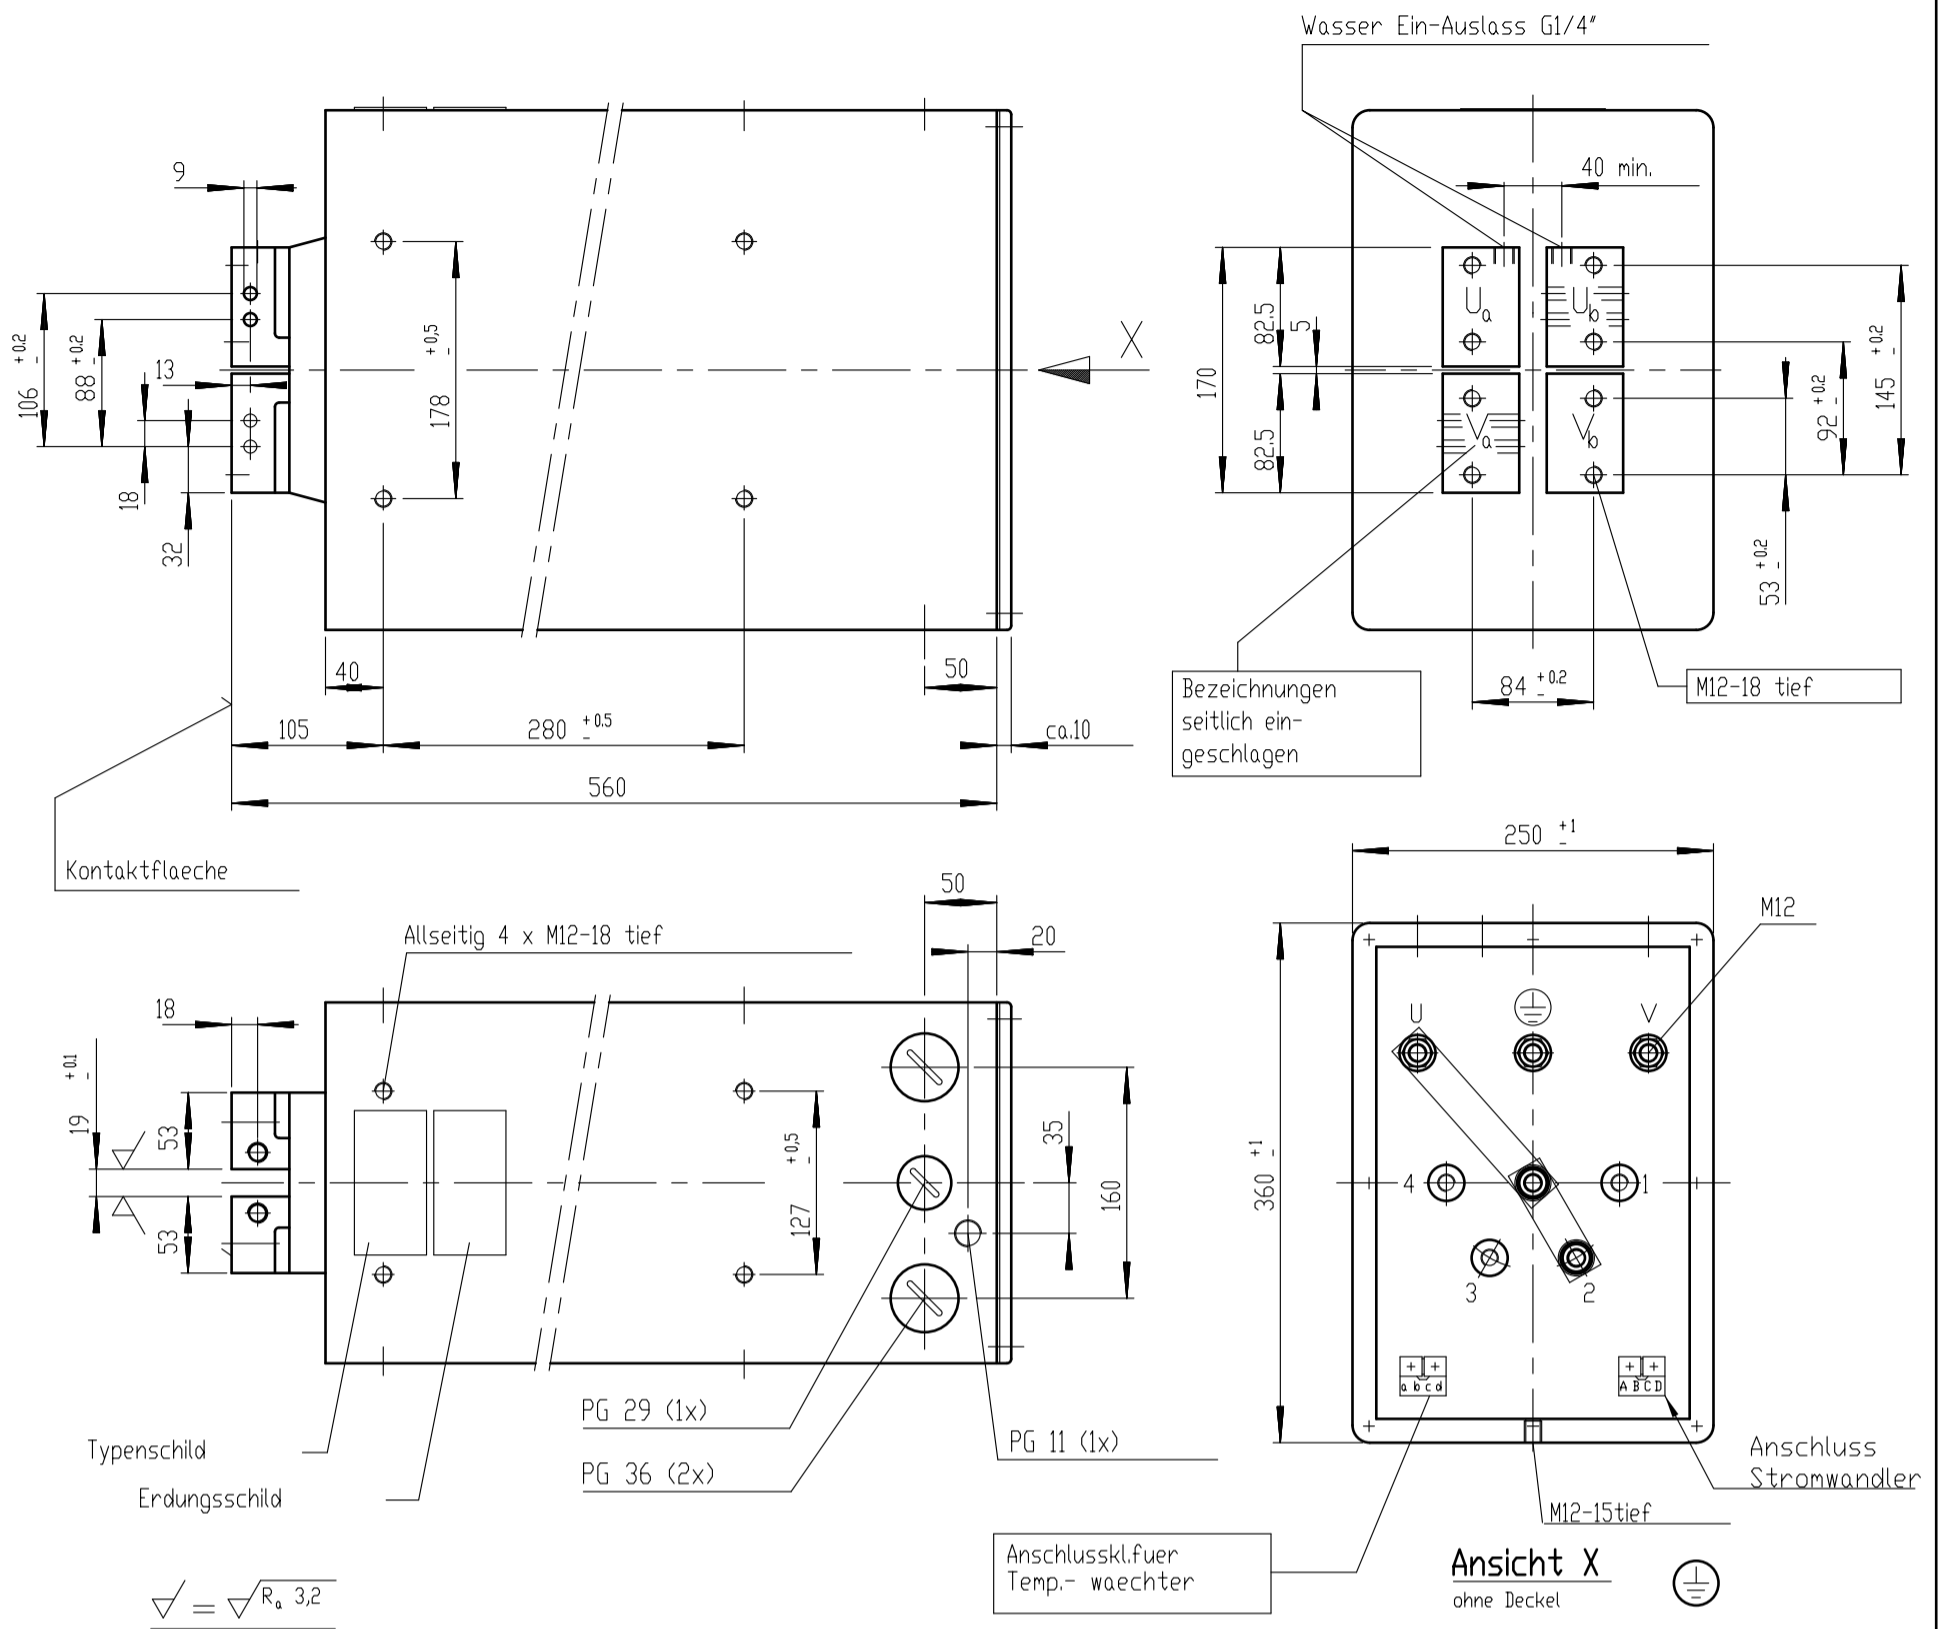 Wasser Ein-Auslass G1/4"
9
40 min.
106 +0.2 -
88 +0.2 -
13
18
32
178 +0,5 -
X
170
82.5
5
82.5
Ua
Ub
Va
Vb
145 +0.2 -
92 +0.2 -
53 +0.2 -
40
50
105
280 +0.5 -
ca.10
560
Kontaktflaeche
Bezeichnungen
seitlich ein-
geschlagen
84 +0.2 -
M12-18 tief
250 +1 -
M12
50
20
Allseitig 4 x M12-18 tief
18
19 +0.1 -
53
53
127 +0,5 -
35
160
360 +1 -
U
V
4
1
3
2
a b c d
A B C D
PG 29 (1x)
PG 36 (2x)
PG 11 (1x)
Typenschild
Erdungsschild
Anschluss
Stromwandler
M12-15tief
Anschlusskl.fuer
Temp.- waechter
Ansicht X
ohne Deckel
= Ra 3,2